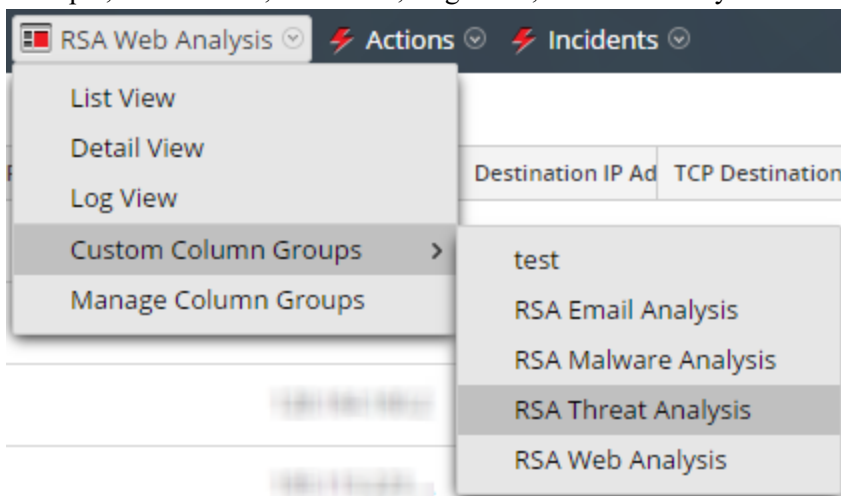 RSA Web Analysis Actions Incidents
List View
Detail View
Destination IP Ad TCP Destination
Log View
Custom Column Groups
test
Manage Column Groups
RSA Email Analysis
RSA Malware Analysis
RSA Threat Analysis
RSA Web Analysis